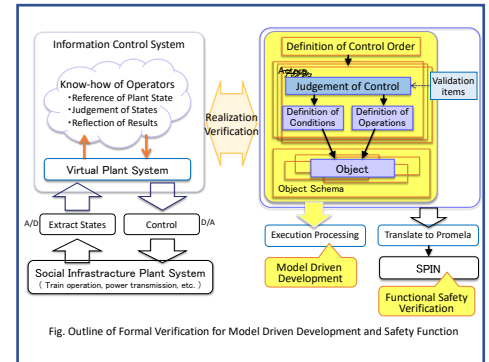 Information Control System
Know-how of Operators
•Reference of Plant State
•Judgement of States
•Reflection of Results
Virtual Plant System
A/D
Extract States
Control
D/A
Social Infrastracture Plant System
( Train operation, power transmission, etc. )
Realization
Verification
Definition of Control Order
Judgement of Control
Definition of
Conditions
Definition of
Operations
Object
Object Schema
Validation
items
Execution Processing
Translate to Promela
Model Driven
Development
SPIN
Functional Safety
Verification
Fig. Outline of Formal Verification for Model Driven Development and Safety Function